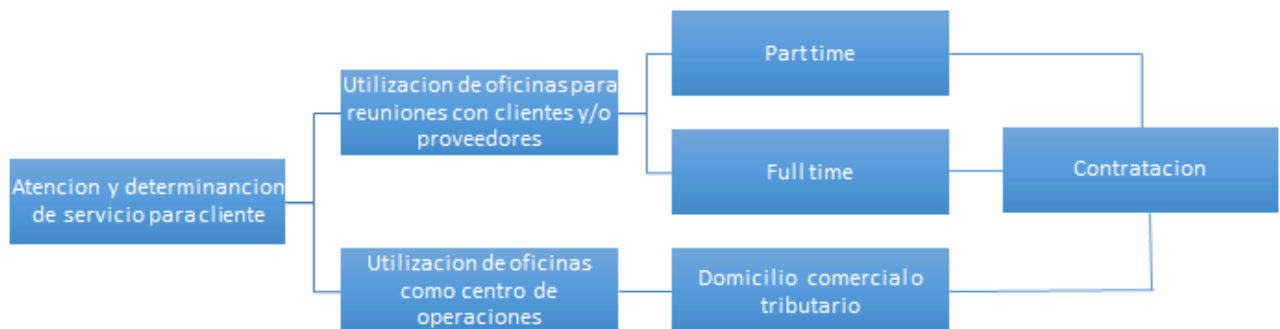 Atencion y determinancion
de servicio para cliente
Utilizacion de oficinas para
reuniones con clientes y/o
proveedores
Part time
Full time
Utilizacion de oficinas
como centro de
operaciones
Domicilio comercial o
tributario
Contratacion